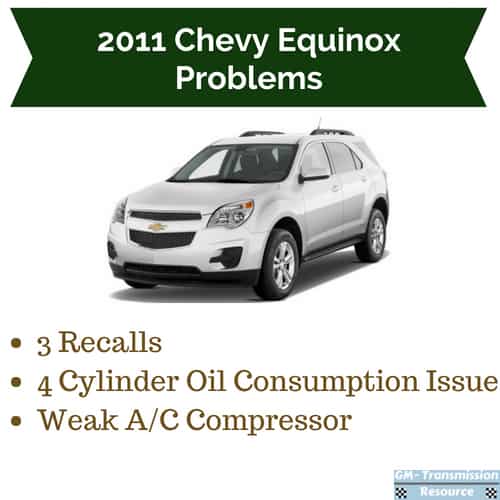 2011 Chevy Equinox
Problems
• 3 Recalls
• 4 Cylinder Oil Consumption Issue
• Weak A/C Compressor
GM-Transmission
Resource